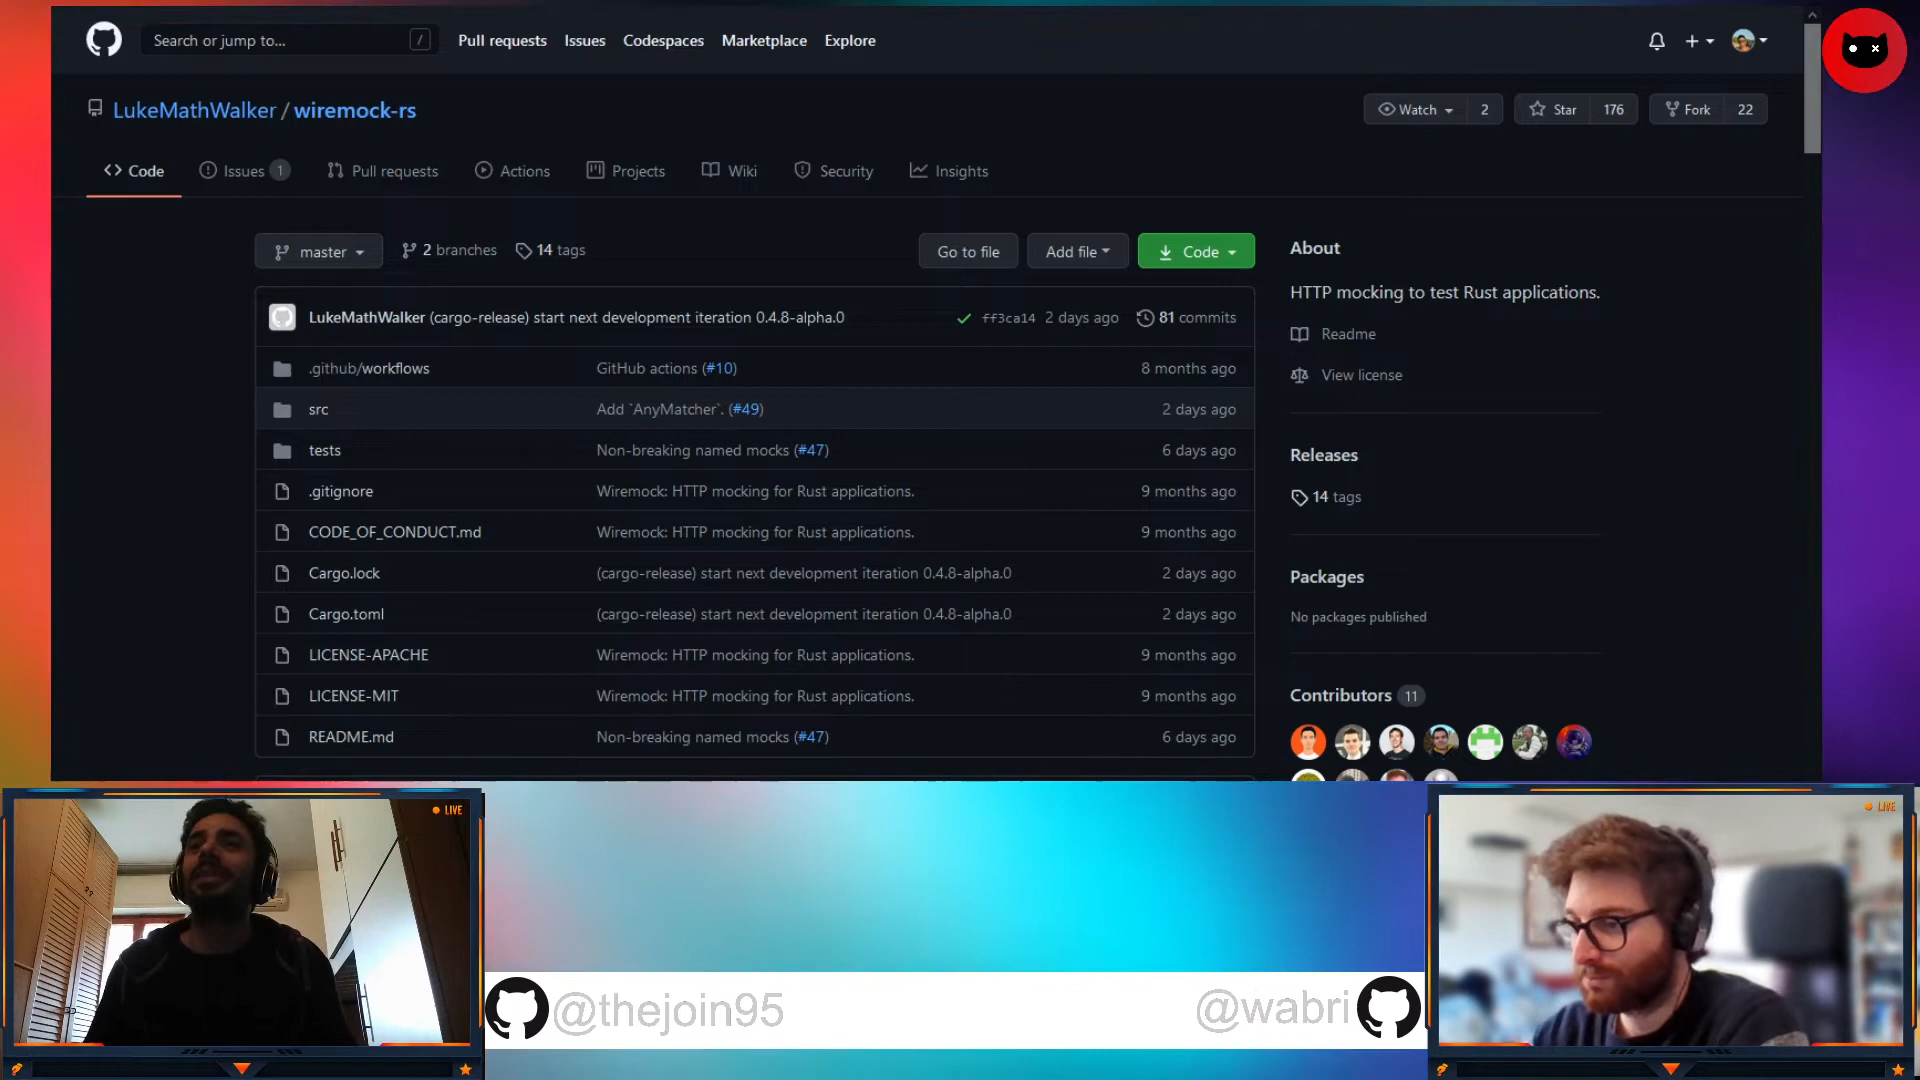 Search or jump to... /
Pull requests Issues Codespaces Marketplace Explore
LukeMathWalker / wiremock-rs
Watch 2 Star 176 Fork 22
Code Issues 1 Pull requests Actions Projects Wiki Security Insights
master 2 branches 14 tags Go to file Add file Code
LukeMathWalker (cargo-release) start next development iteration 0.4.8-alpha.0 ff3ca14 2 days ago 81 commits
.github/workflows GitHub actions (#10) 8 months ago
src Add `AnyMatcher`. (#49) 2 days ago
tests Non-breaking named mocks (#47) 6 days ago
.gitignore Wiremock: HTTP mocking for Rust applications. 9 months ago
CODE_OF_CONDUCT.md Wiremock: HTTP mocking for Rust applications. 9 months ago
Cargo.lock (cargo-release) start next development iteration 0.4.8-alpha.0 2 days ago
Cargo.toml (cargo-release) start next development iteration 0.4.8-alpha.0 2 days ago
LICENSE-APACHE Wiremock: HTTP mocking for Rust applications. 9 months ago
LICENSE-MIT Wiremock: HTTP mocking for Rust applications. 9 months ago
README.md Non-breaking named mocks (#47) 6 days ago
About
HTTP mocking to test Rust applications.
Readme
View license
Releases
14 tags
Packages
No packages published
Contributors 11
LIVE
LIVE
@thejoin95
@wabri